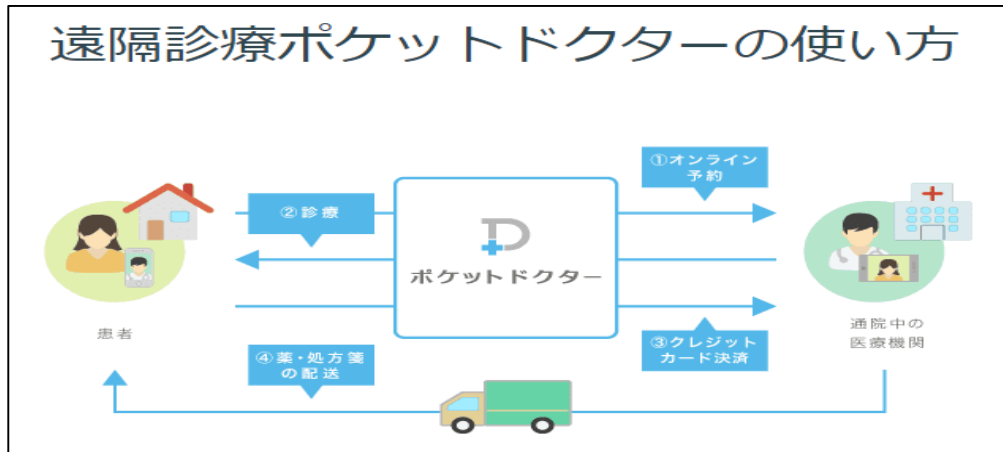 遠隔診療ポケットドクターの使い方
①オンライン
予約
②診療
ポケットドクター
患者
通院中の
医療機関
③クレジット
カード決済
④薬・処方箋
の配送